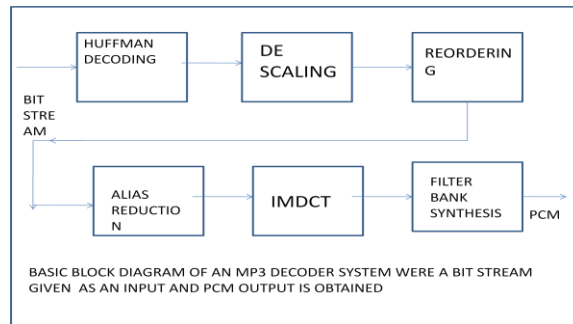 HUFFMAN
DECODING
DE
SCALING
REORDERIN
G
BIT
STRE
AM
ALIAS
REDUCTIO
N
IMDCT
FILTER
BANK
SYNTHESIS
PCM
BASIC BLOCK DIAGRAM OF AN MP3 DECODER SYSTEM WERE A BIT STREAM
GIVEN AS AN INPUT AND PCM OUTPUT IS OBTAINED